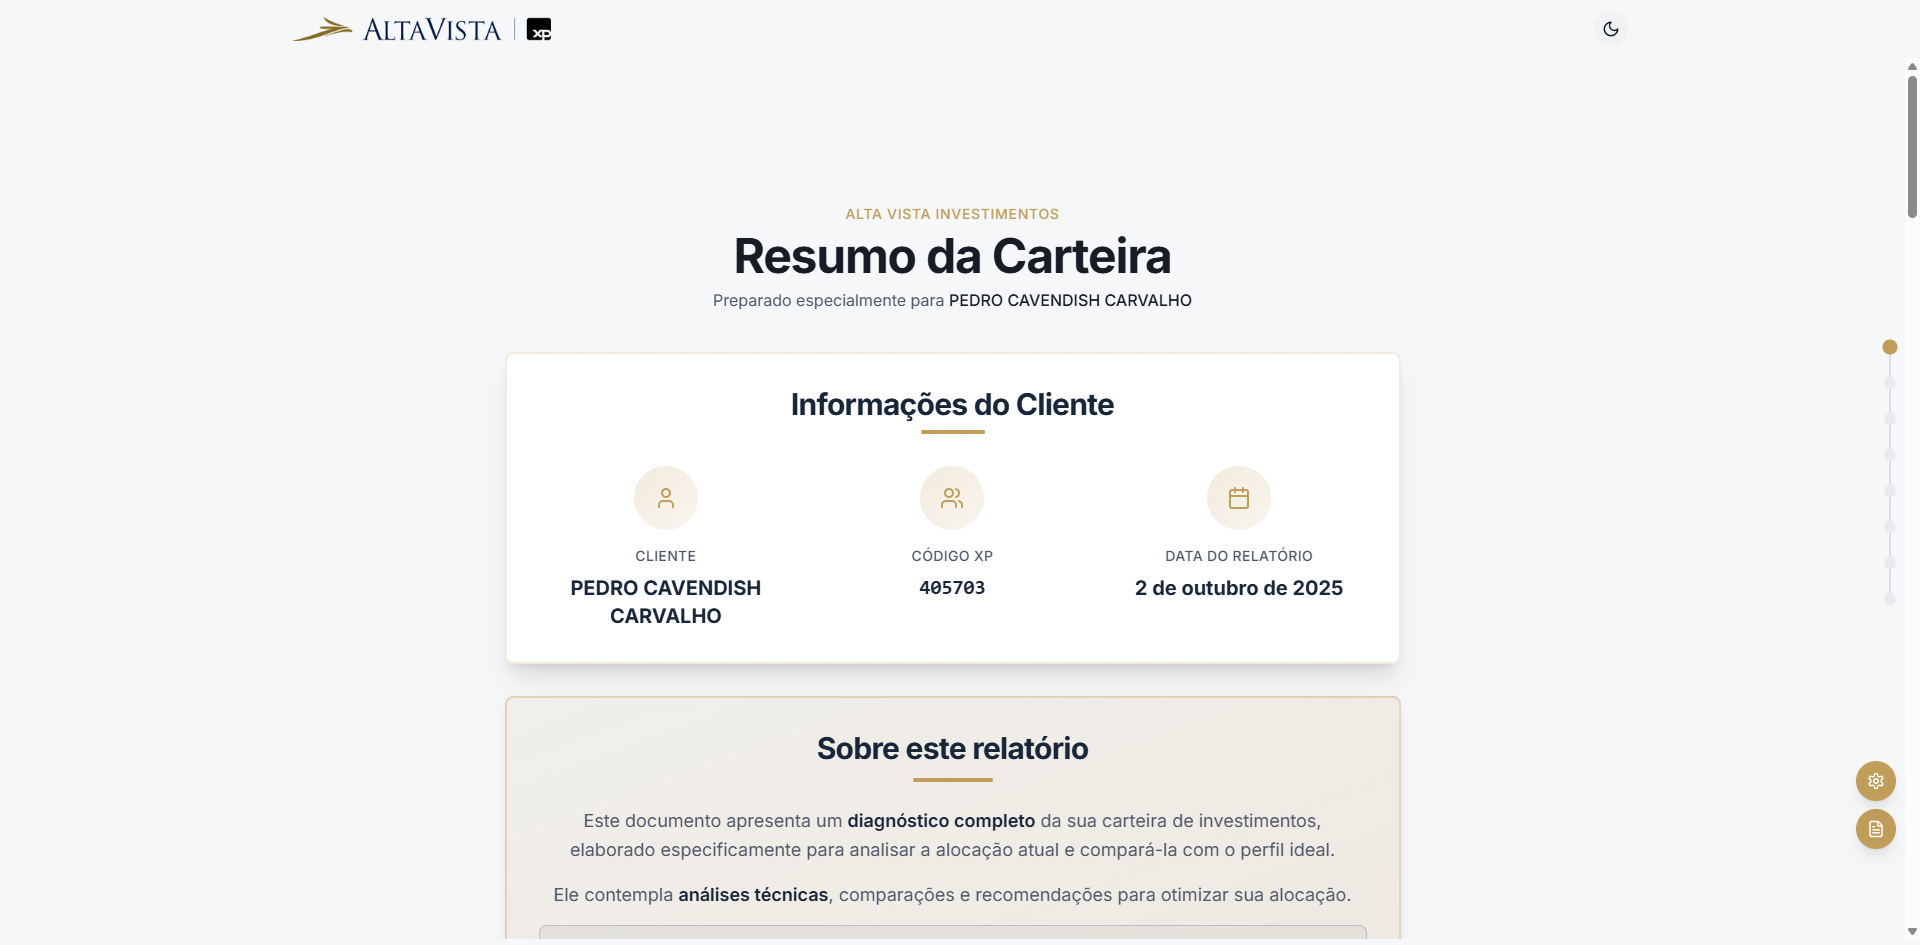 ALTAVISTA
xp
ALTA VISTA INVESTIMENTOS
Resumo da Carteira
Preparado especialmente para PEDRO CAVENDISH CARVALHO
Informações do Cliente
CLIENTE
PEDRO CAVENDISH
CARVALHO
CÓDIGO XP
405703
DATA DO RELATÓRIO
2 de outubro de 2025
Sobre este relatório
Este documento apresenta um diagnóstico completo da sua carteira de investimentos,
elaborado especificamente para analisar a alocação atual e compará-la com o perfil ideal.
Ele contempla análises técnicas, comparações e recomendações para otimizar sua alocação.